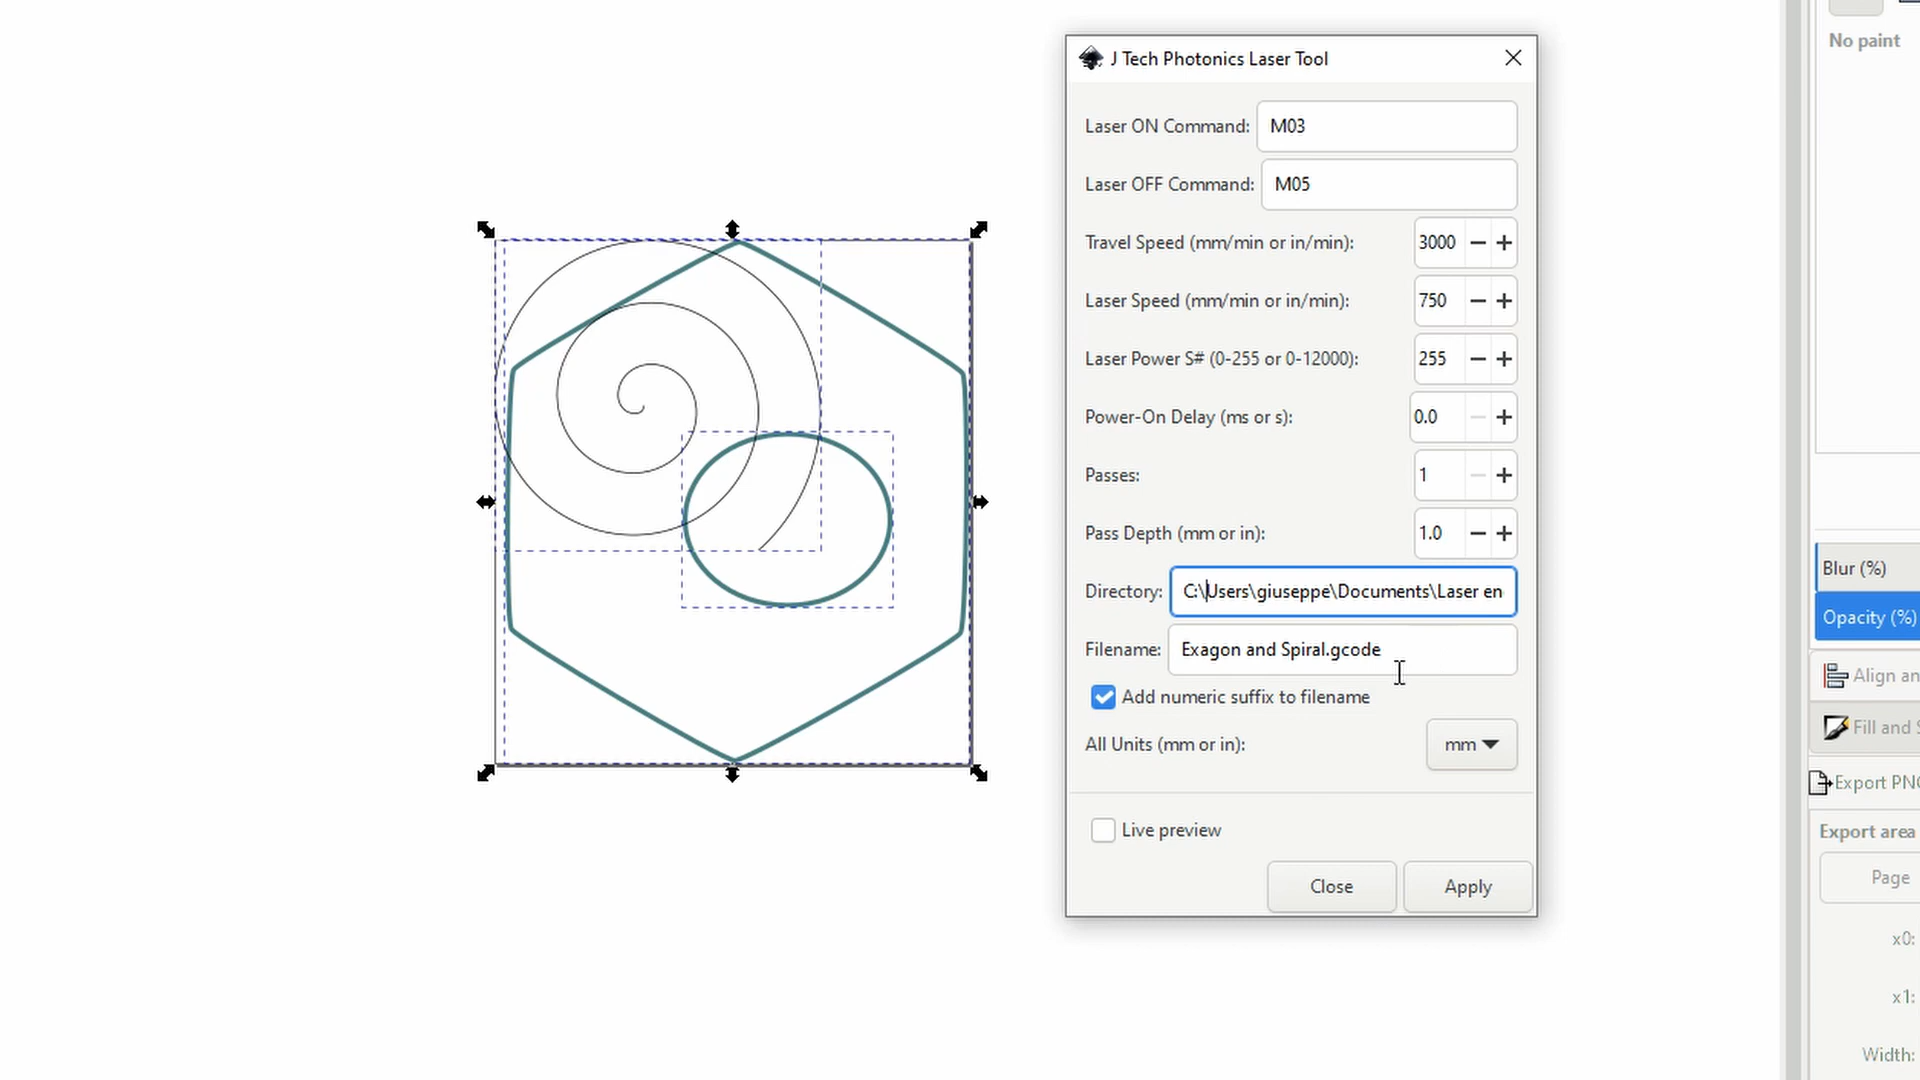 No paint
J Tech Photonics Laser Tool
Laser ON Command: M03
Laser OFF Command: M05
Travel Speed (mm/min or in/min): 3000
Laser Speed (mm/min or in/min): 750
Laser Power S# (0-255 or 0-12000): 255
Power-On Delay (ms or s): 0.0
Passes: 1
Pass Depth (mm or in): 1.0
Directory: C:\Users\giuseppe\Documents\Laser en
Filename: Exagon and Spiral.gcode
Add numeric suffix to filename
All Units (mm or in): mm
Live preview
Close Apply
Blur (%)
Opacity (%)
Align an
Fill and S
Export PNG
Export area
Page
x0:
x1:
Width: